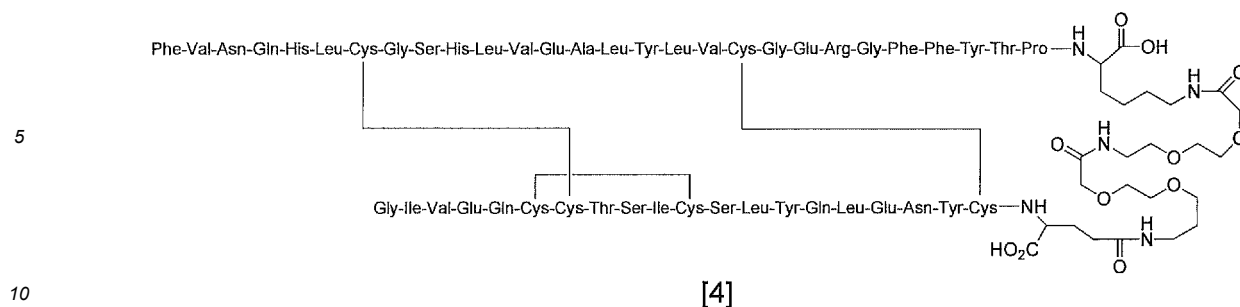 Phe-Val-Asn-Gln-His-Leu-Cys-Gly-Ser-His-Leu-Val-Glu-Ala-Leu-Tyr-Leu-Val-Cys-Gly-Glu-Arg-Gly-Phe-Phe-Tyr-Thr-Pro-N H O OH
H N O
5
O H N O O
O O
Gly-Ile-Val-Glu-Gln-Cys-Cys-Thr-Ser-Ile-Cys-Ser-Leu-Tyr-Gln-Leu-Glu-Asn-Tyr-Cys-NH
HO2C O N H
10
[4]